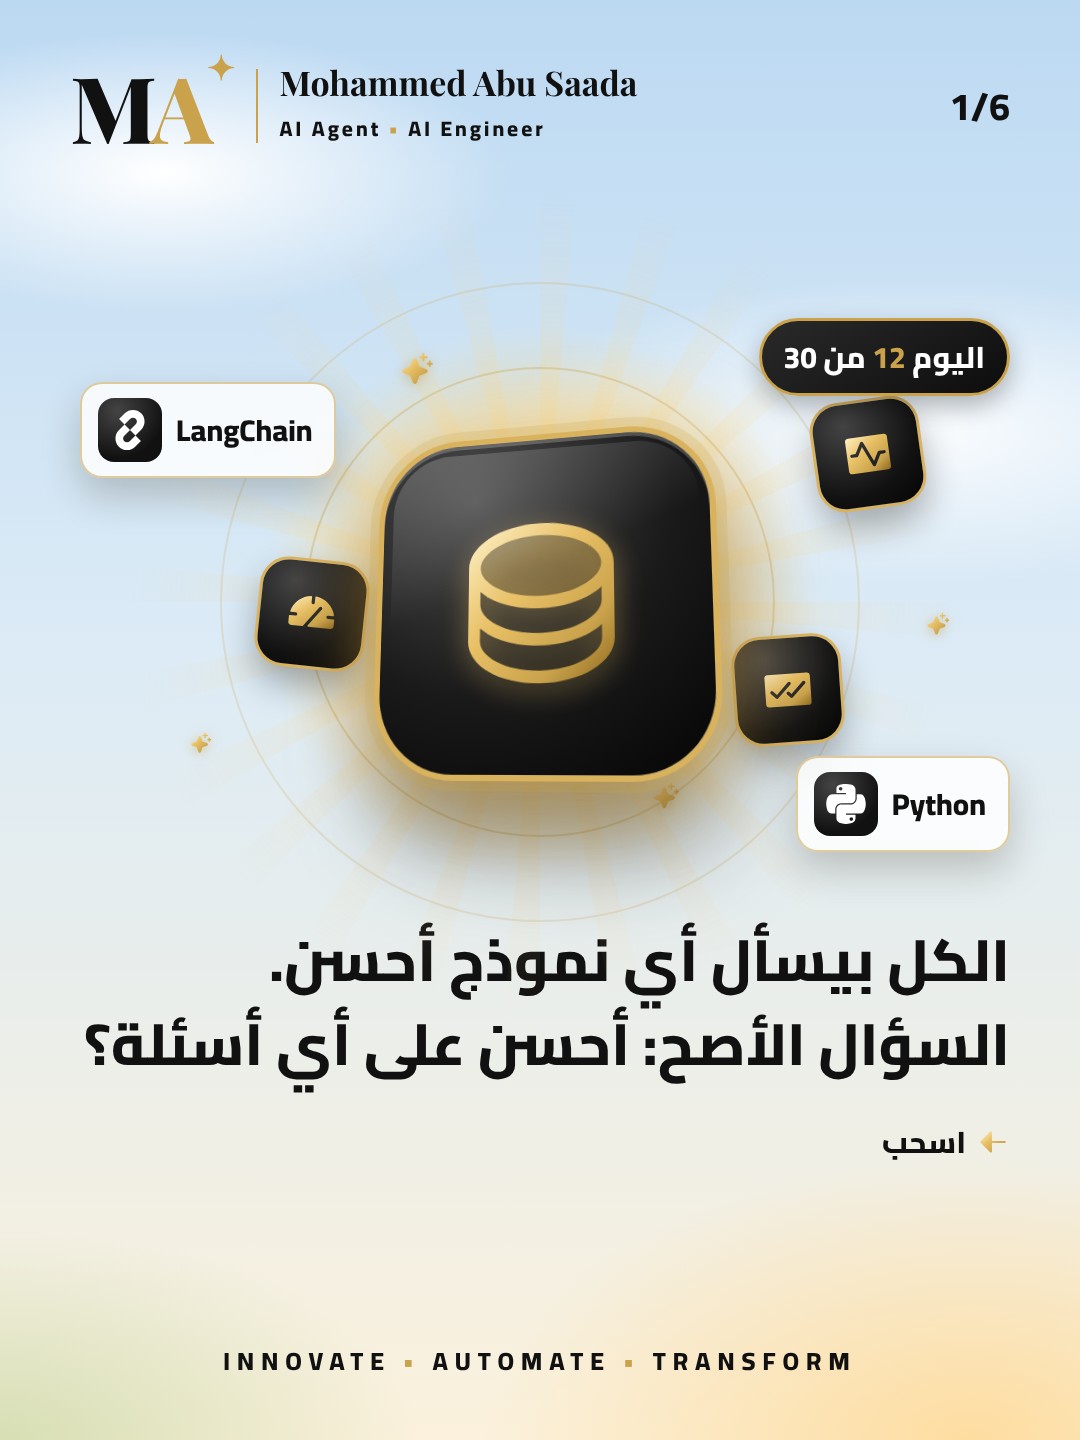 MA
Mohammed Abu Saada
AI Agent ▪ AI Engineer
1/6
اليوم 12 من 30
LangChain
Python
الكل بيسأل أي نموذج أحسن.
السؤال الأصح: أحسن على أي أسئلة؟
اسحب
INNOVATE ▪ AUTOMATE ▪ TRANSFORM